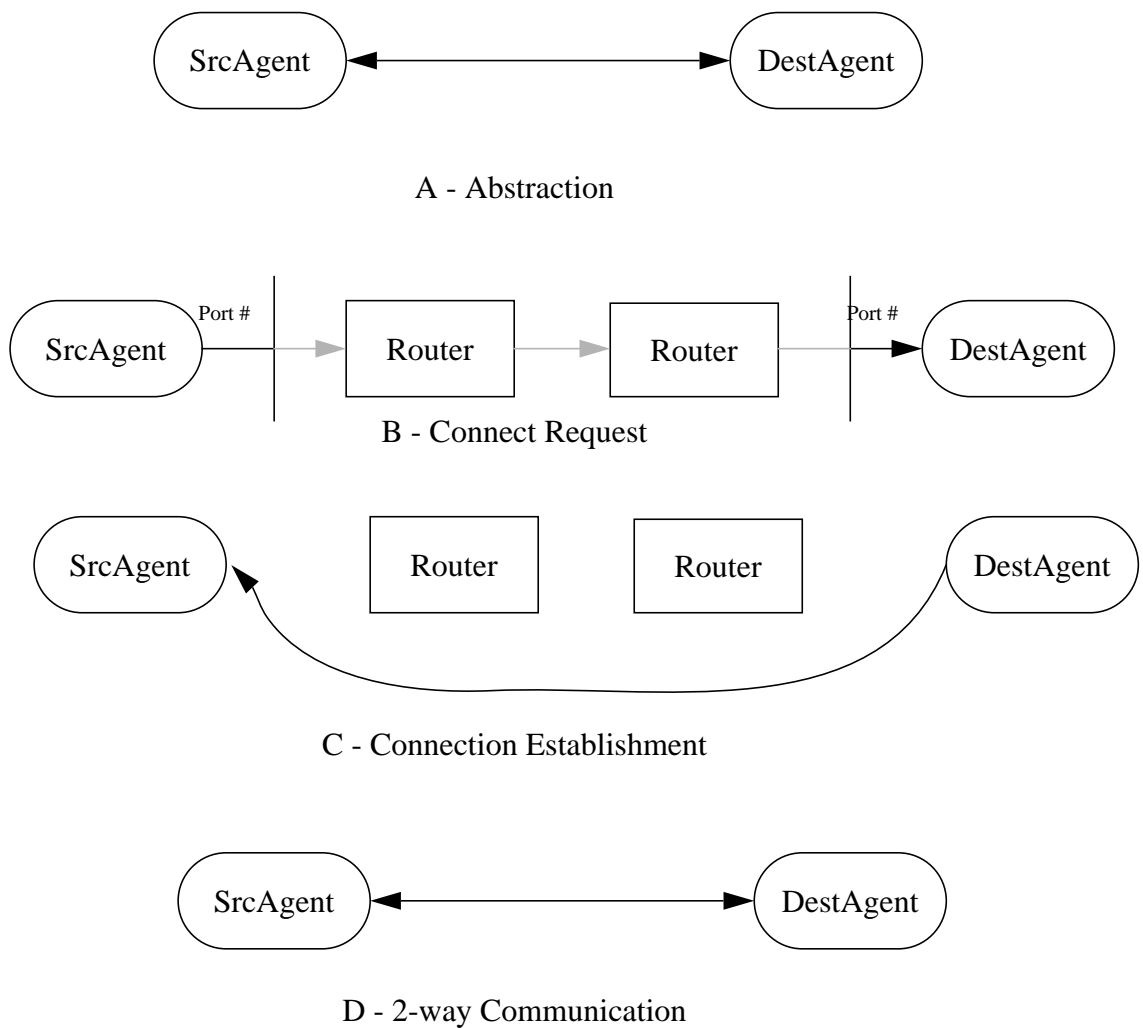 SrcAgent DestAgent
A - Abstraction
Port # Port #
SrcAgent Router Router DestAgent
B - Connect Request
SrcAgent Router Router DestAgent
C - Connection Establishment
SrcAgent DestAgent
D - 2-way Communication